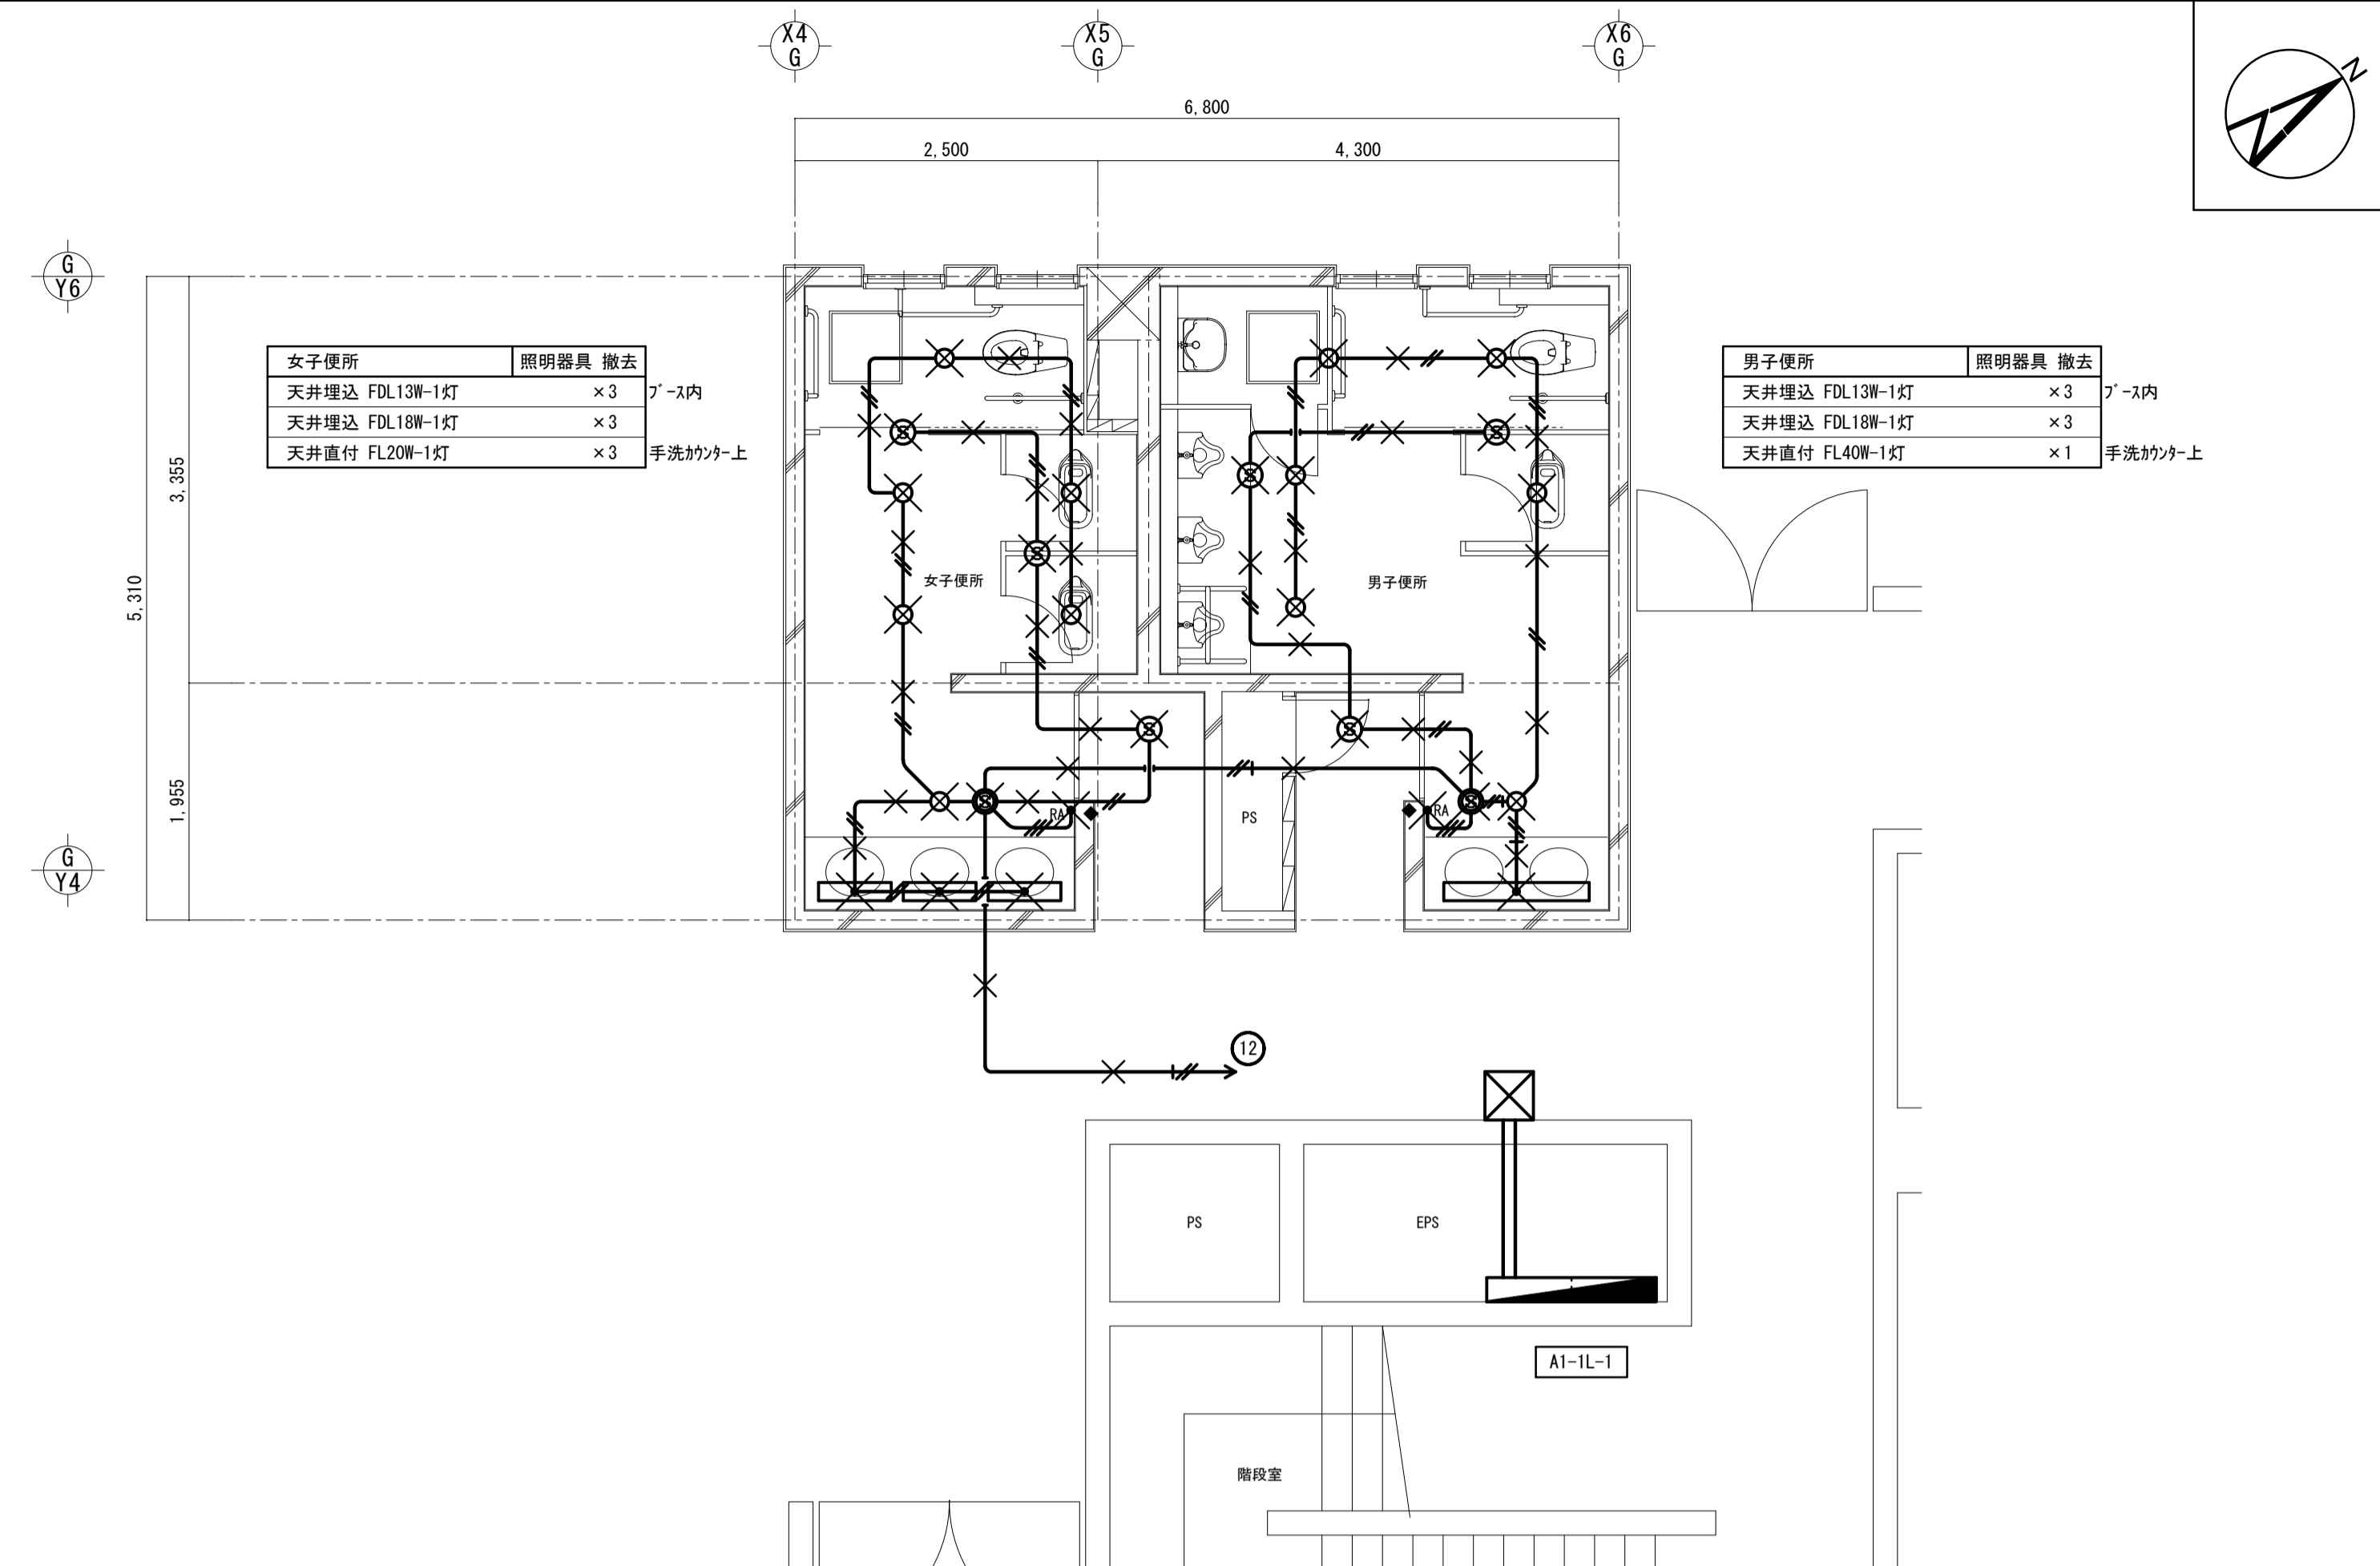 X4
G
X5
G
X6
G
N
6,800
2,500
4,300
G
Y6
女子便所 照明器具 撤去
天井埋込 FDL13W-1灯 ×3 ブース内
天井埋込 FDL18W-1灯 ×3
天井直付 FL20W-1灯 ×3 手洗カウンター上
男子便所 照明器具 撤去
天井埋込 FDL13W-1灯 ×3 ブース内
天井埋込 FDL18W-1灯 ×3
天井直付 FL40W-1灯 ×1 手洗カウンター上
3,355
5,310
1,955
S
S
S
S
女子便所
男子便所
S
S
S
S
RA
PS
RA
G
Y4
12
PS
EPS
A1-1L-1
階段室